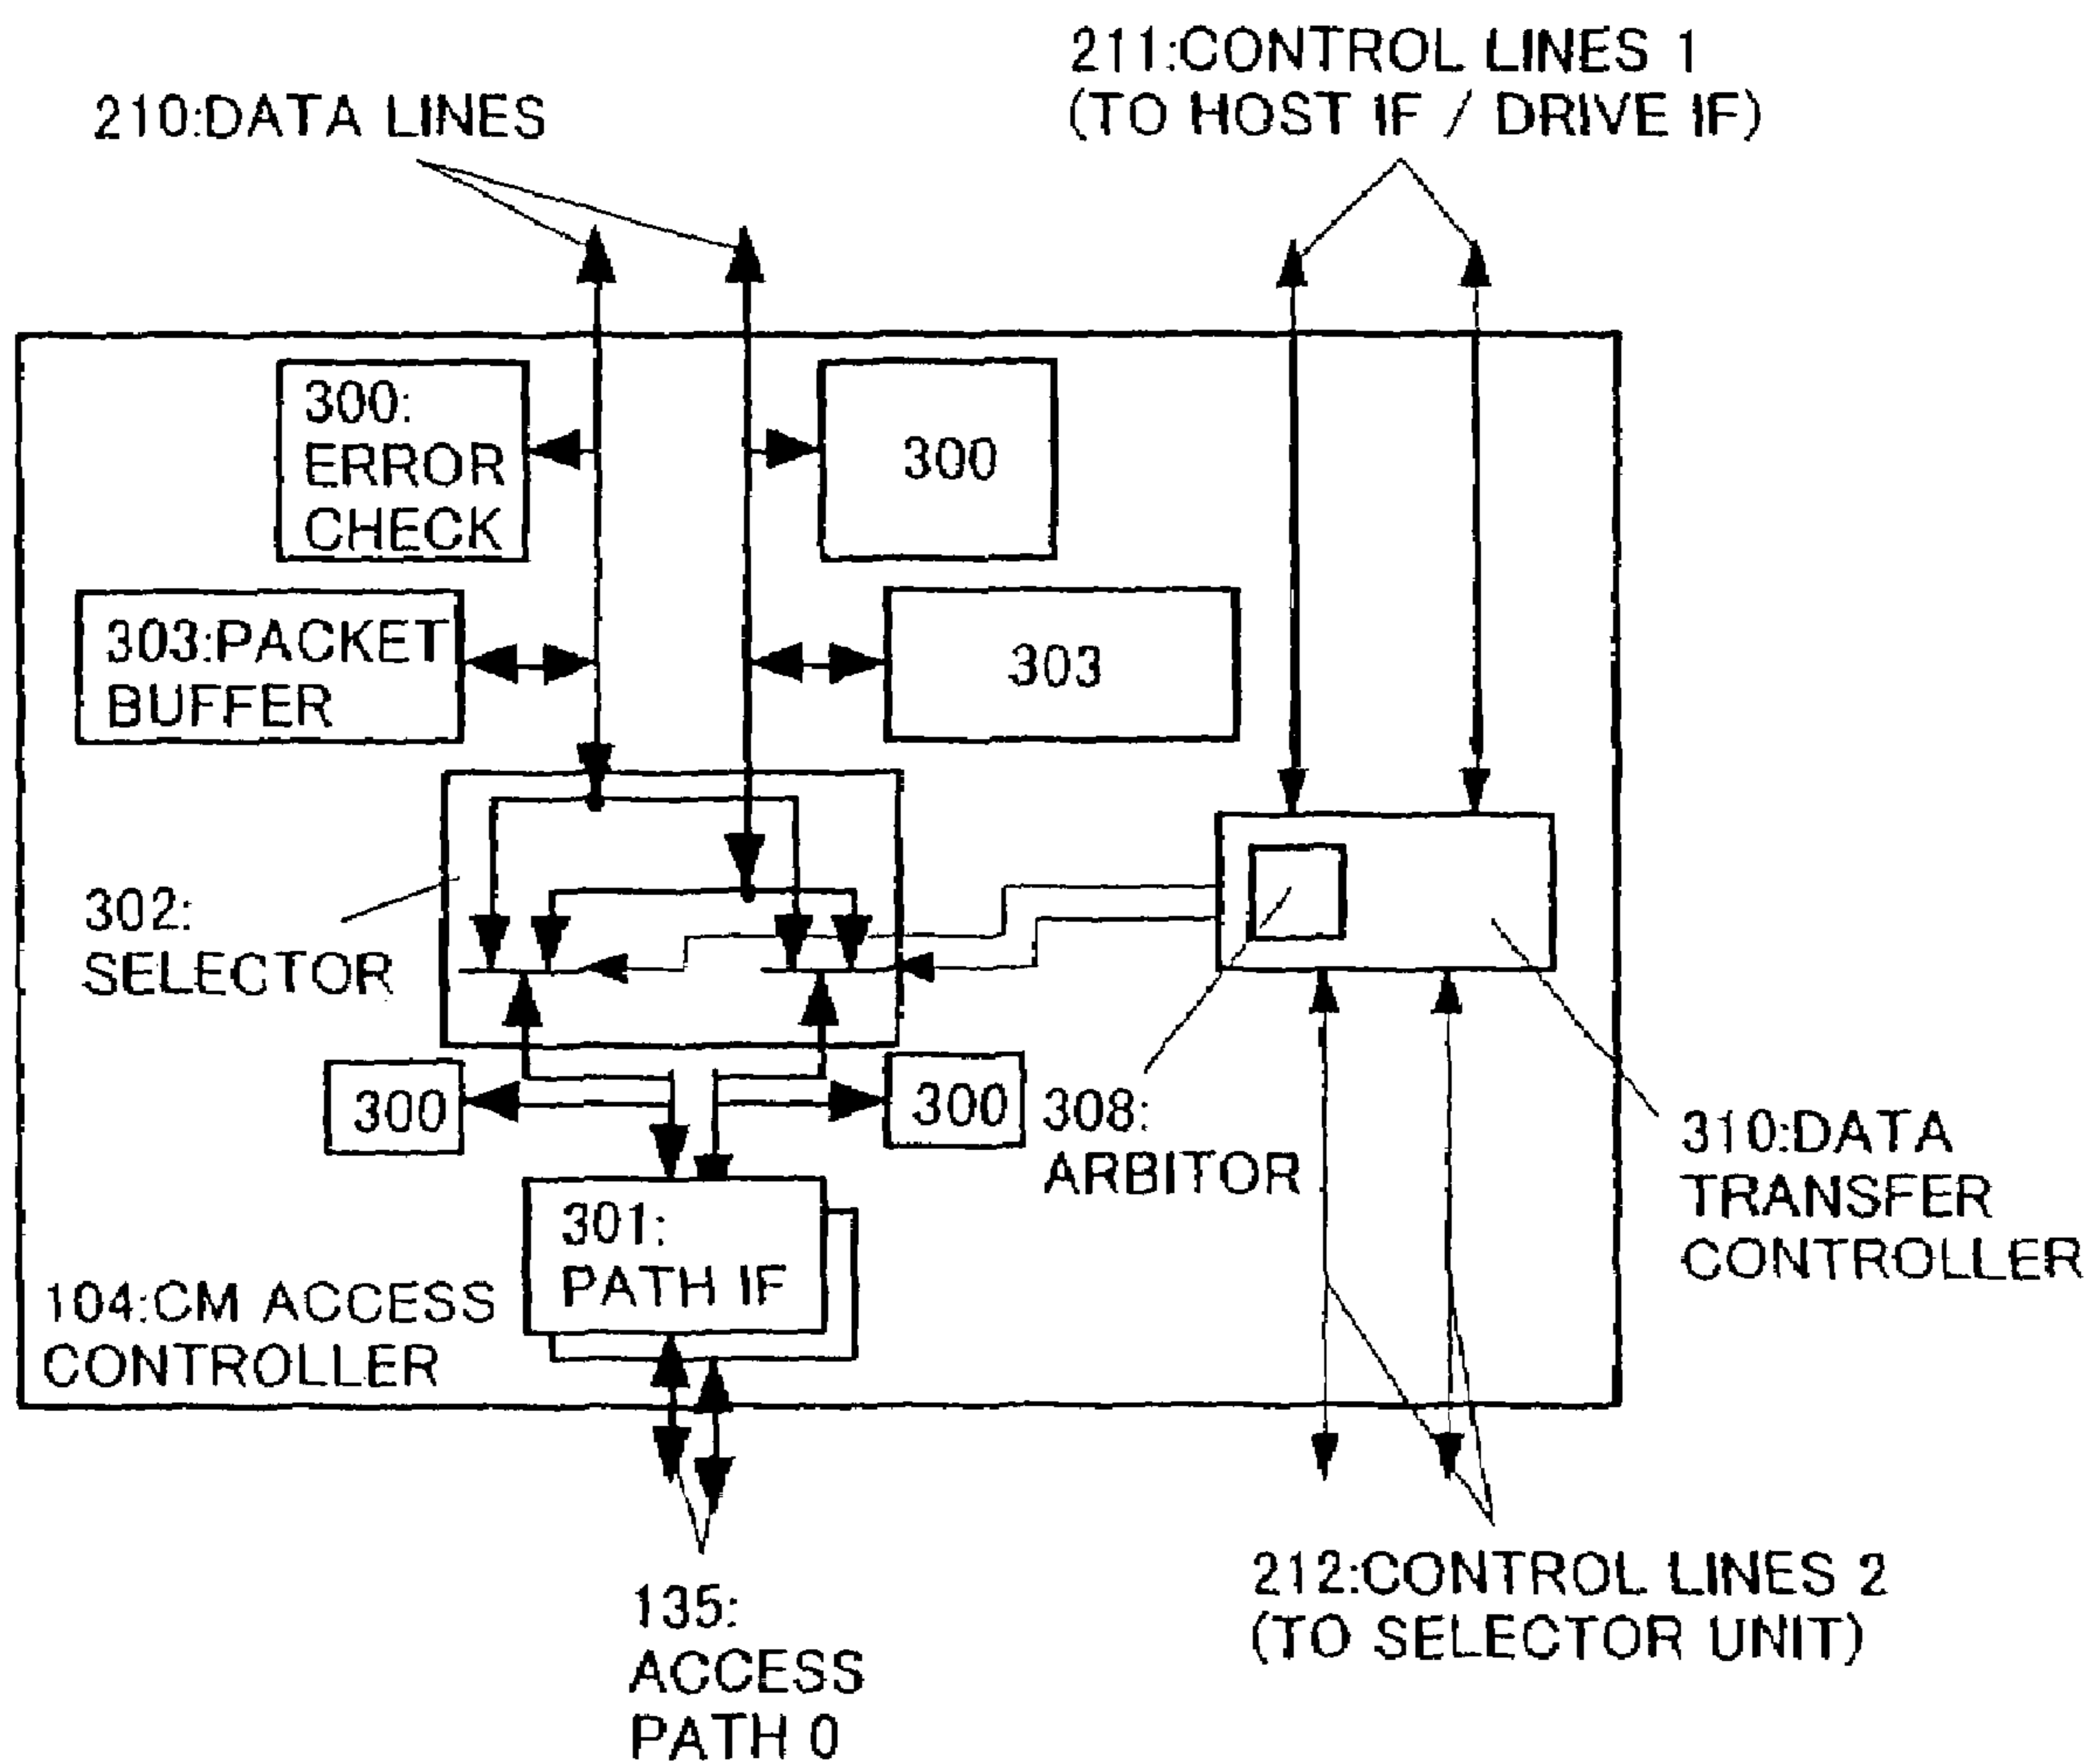 211:CONTROL LINES 1
(TO HOST IF / DRIVE IF)
210:DATA LINES
300:
ERROR
CHECK
300
303:PACKET
BUFFER
303
302:
SELECTOR
300
300
308:
ARBITOR
310:DATA
TRANSFER
CONTROLLER
301:
PATH IF
104:CM ACCESS
CONTROLLER
212:CONTROL LINES 2
(TO SELECTOR UNIT)
135:
ACCESS
PATH 0